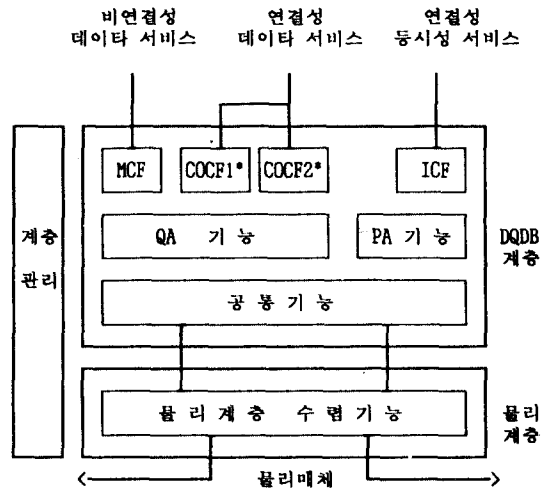 비연결성 연결성 연결성
데이타 서비스 데이타 서비스 등시성 서비스
MCF COCF1* COCF2* ICF
계층 QA 기능 PA 기능 DQDB
계층
관리
공통기능
물리계층 수렴기능 물리
계층
물리매체